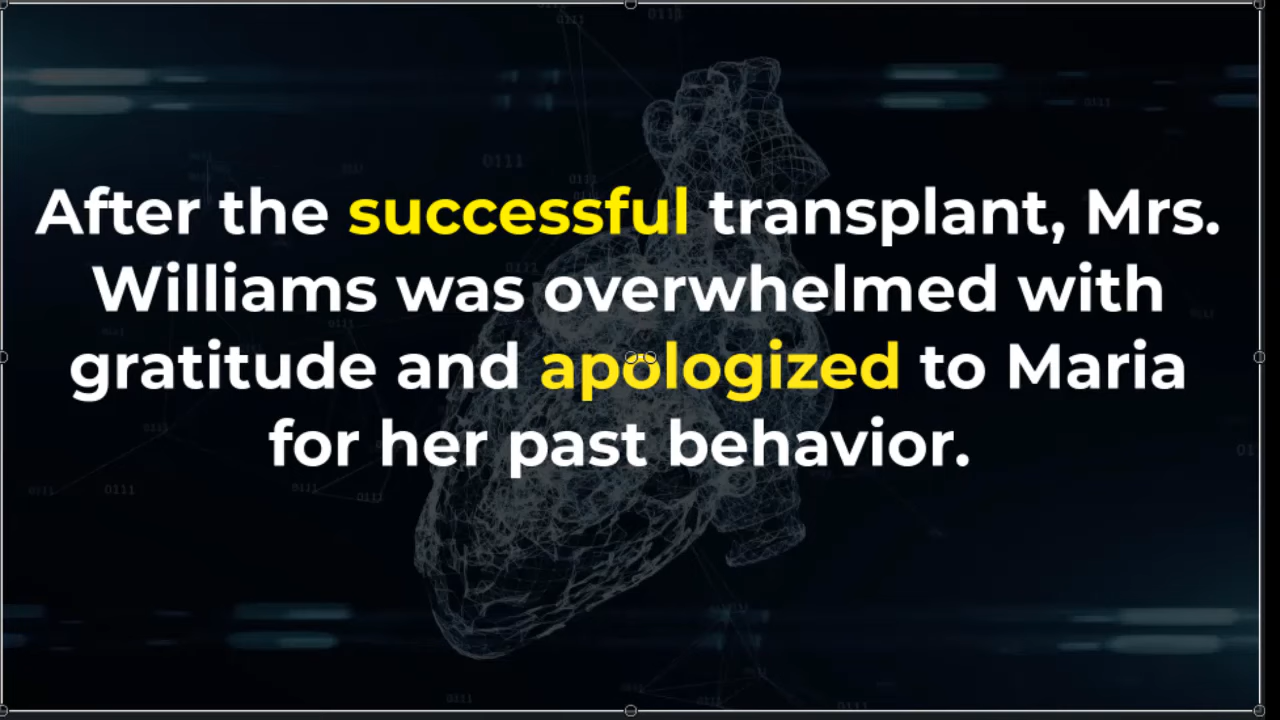 After the successful transplant, Mrs.
Williams was overwhelmed with
gratitude and apologized to Maria
for her past behavior.